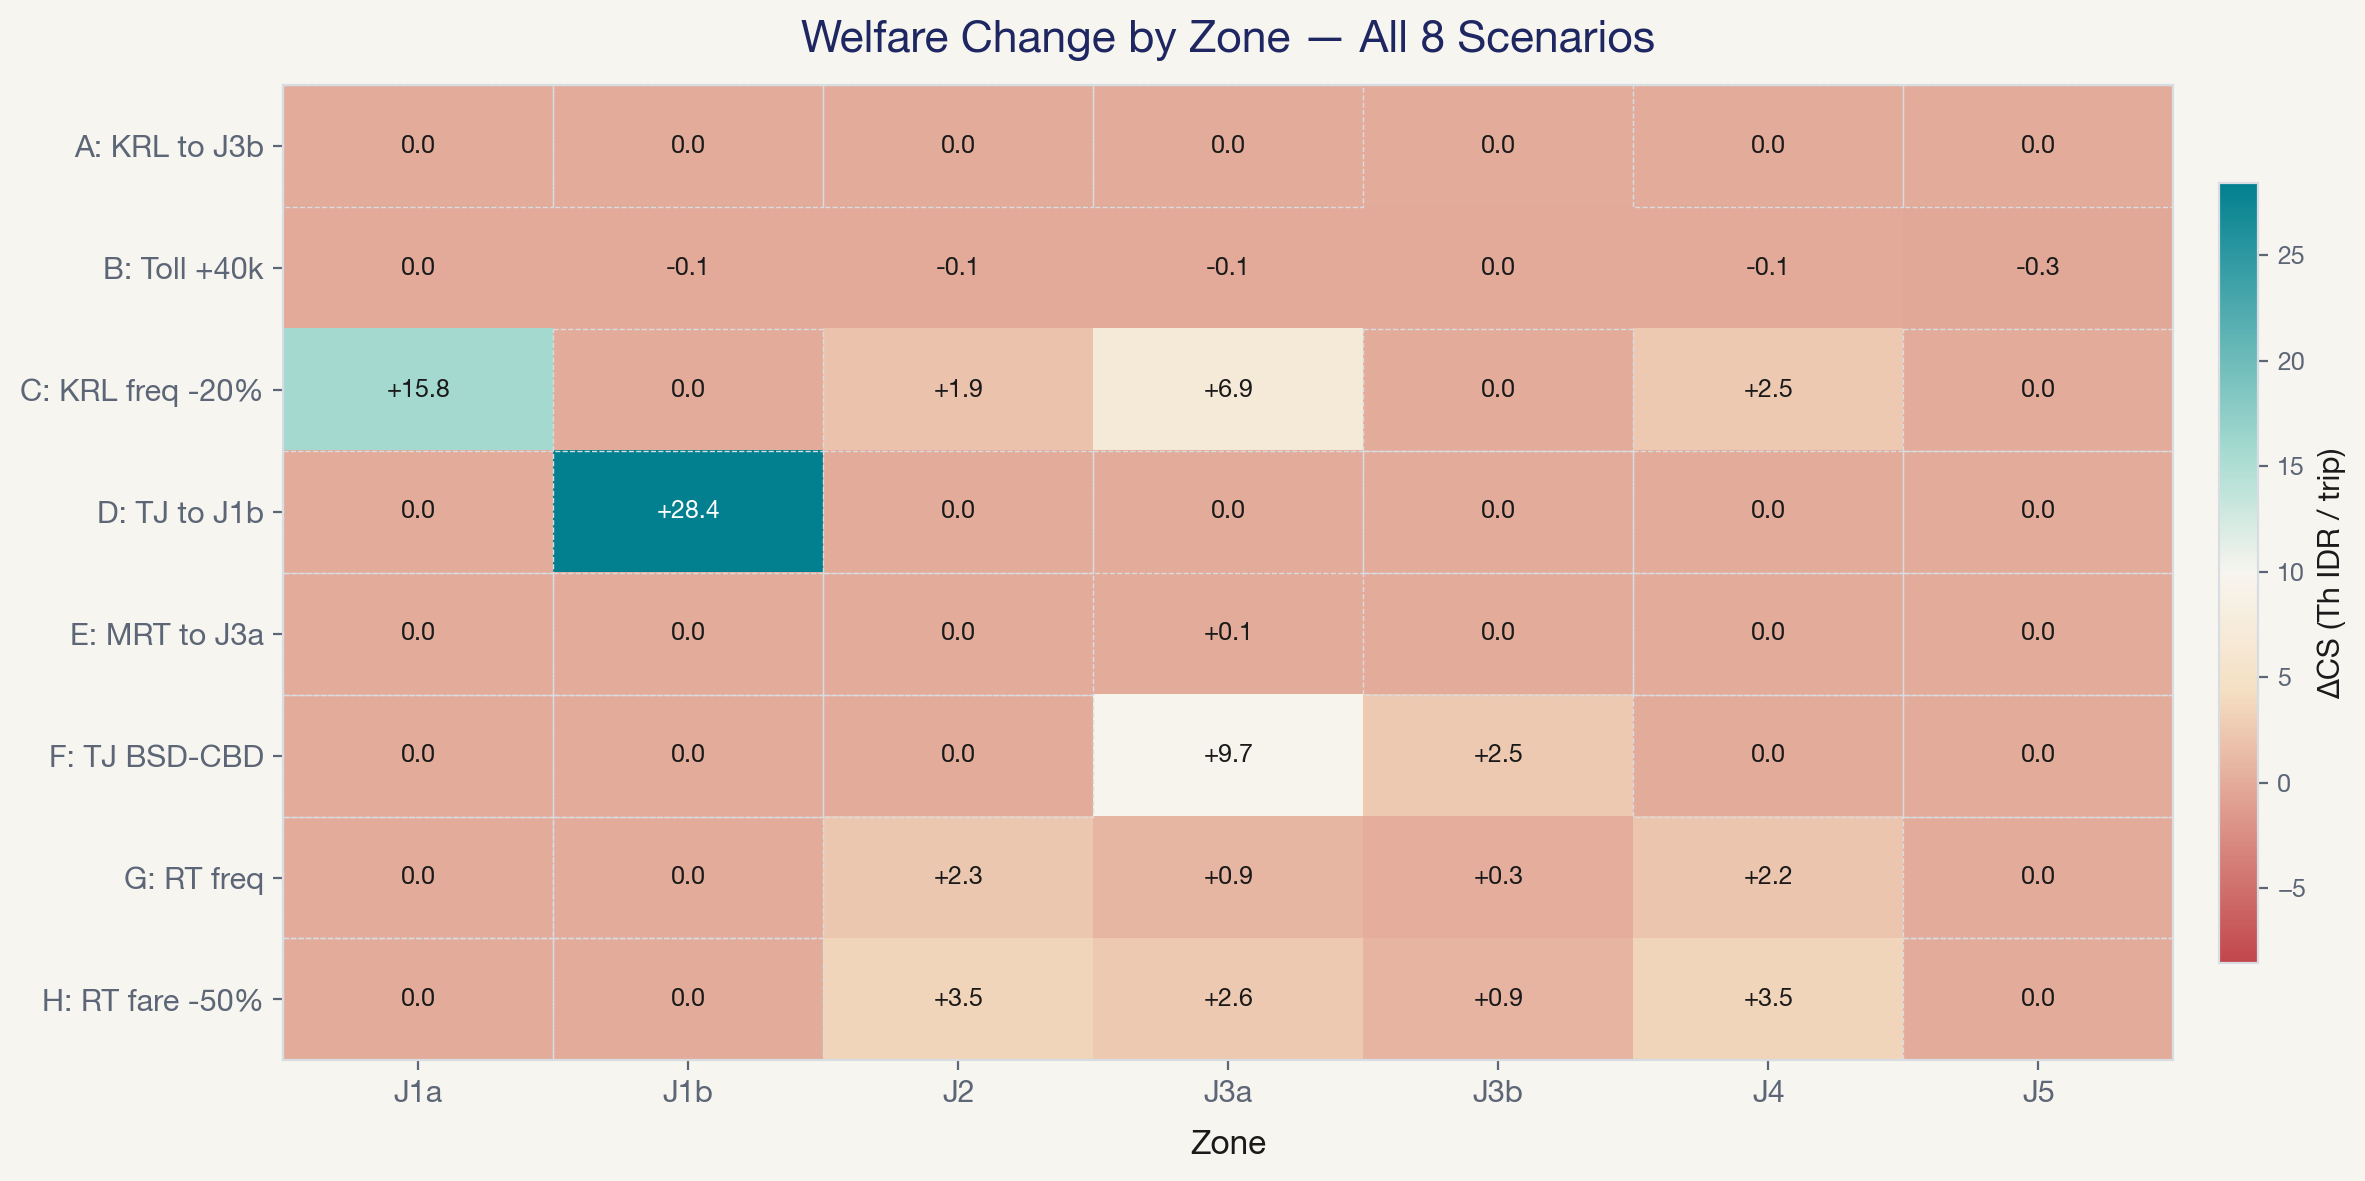 Welfare Change by Zone — All 8 Scenarios
A: KRL to J3b 0.0 0.0 0.0 0.0 0.0 0.0 0.0
B: Toll +40k 0.0 -0.1 -0.1 -0.1 0.0 -0.1 -0.3
C: KRL freq -20% +15.8 0.0 +1.9 +6.9 0.0 +2.5 0.0
D: TJ to J1b 0.0 +28.4 0.0 0.0 0.0 0.0 0.0
E: MRT to J3a 0.0 0.0 0.0 +0.1 0.0 0.0 0.0
F: TJ BSD-CBD 0.0 0.0 0.0 +9.7 +2.5 0.0 0.0
G: RT freq 0.0 0.0 +2.3 +0.9 +0.3 +2.2 0.0
H: RT fare -50% 0.0 0.0 +3.5 +2.6 +0.9 +3.5 0.0
J1a J1b J2 J3a J3b J4 J5
Zone
25
20
15
10
5
0
−5
ΔCS (Th IDR / trip)